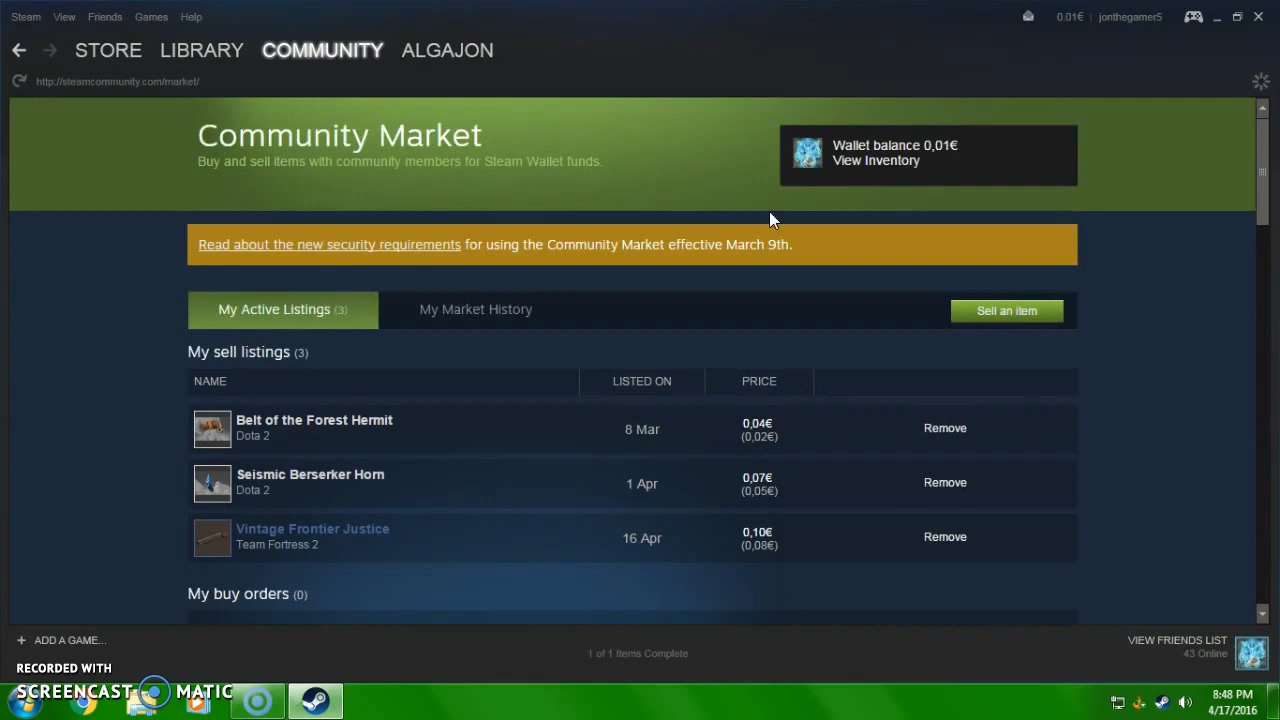 Steam View Friends Games Help
0.01€ jonthegamer5
STORE LIBRARY COMMUNITY ALGAJON
http://steamcommunity.com/market/
Community Market
Buy and sell items with community members for Steam Wallet funds.
Wallet balance 0,01€
View Inventory
Read about the new security requirements for using the Community Market effective March 9th.
My Active Listings (3) My Market History Sell an item
My sell listings (3)
NAME LISTED ON PRICE
Belt of the Forest Hermit
Dota 2
8 Mar
0,04€
(0,02€)
Remove
Seismic Berserker Horn
Dota 2
1 Apr
0,07€
(0,05€)
Remove
Vintage Frontier Justice
Team Fortress 2
16 Apr
0,10€
(0,08€)
Remove
My buy orders (0)
+ ADD A GAME...
1 of 1 Items Complete
VIEW FRIENDS LIST
43 Online
RECORDED WITH
SCREENCAST MATIC
8:48 PM
4/17/2016